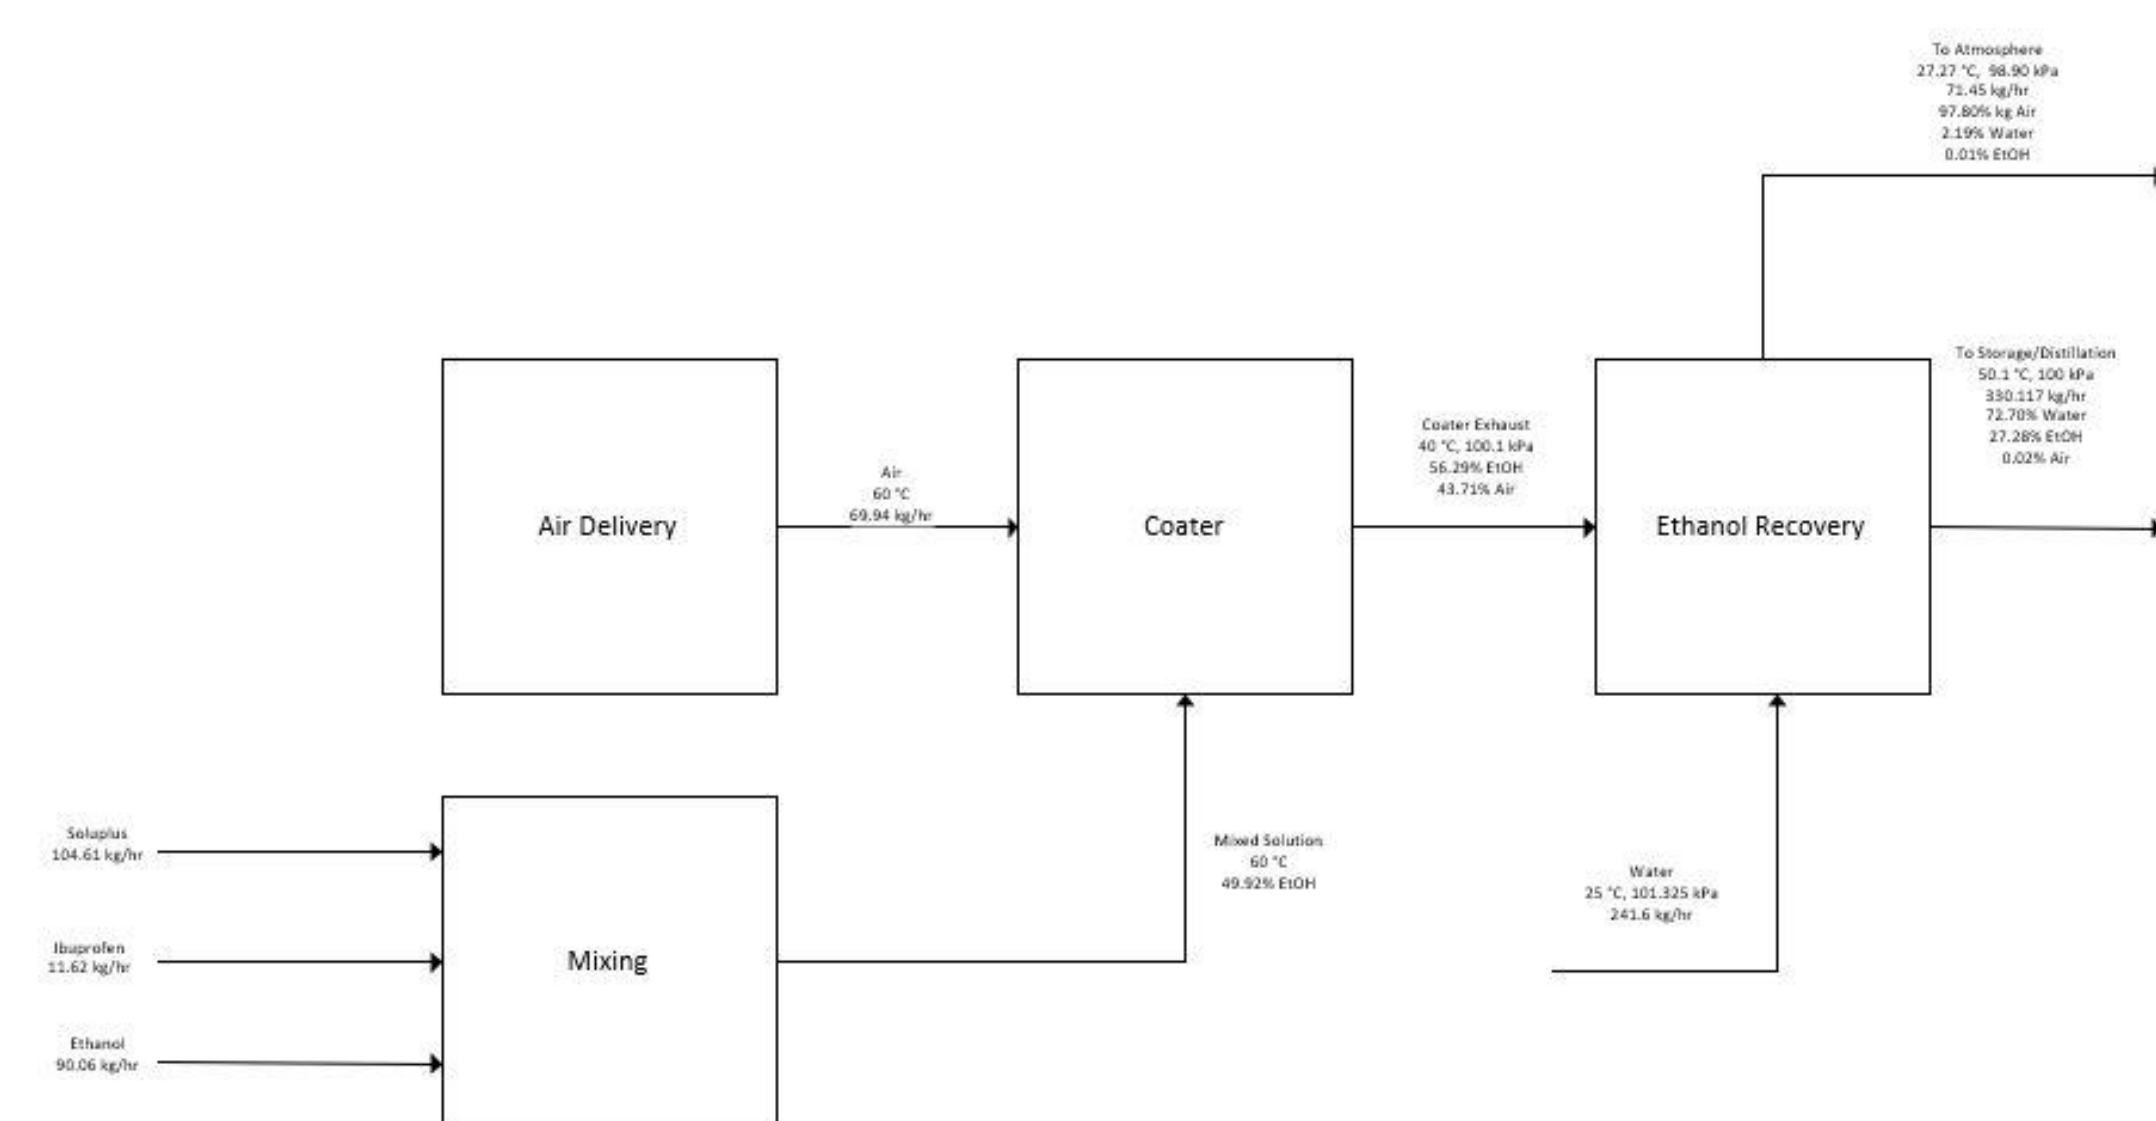 To Atmosphere
27.27 °C,  98.90 kPa
71.45 kg/hr
97.80% kg Air
2.19% Water
0.01% EtOH
To Storage/Distillation
50.1 °C, 100 kPa
330.117 kg/hr
72.70% Water
27.28% EtOH
0.02% Air
Coater Exhaust
40 °C, 100.1 kPa
56.29% EtOH
43.71% Air
Air
60 °C
69.94 kg/hr
Air Delivery
Coater
Ethanol Recovery
Soluplus
104.61 kg/hr
Ibuprofen
11.62 kg/hr
Ethanol
90.06 kg/hr
Mixing
Mixed Solution
60 °C
49.92% EtOH
Water
25 °C, 101.325 kPa
241.6 kg/hr